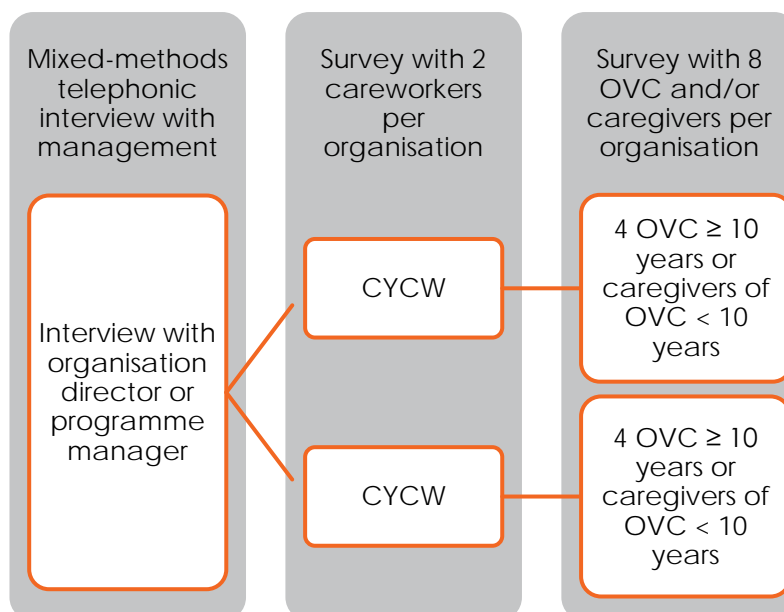 Mixed-methods
telephonic
interview with
management
Interview with
organisation
director or
programme
manager
Survey with 2
careworkers
per
organisation
CYCW
CYCW
Survey with 8
OVC and/or
caregivers per
organisation
4 OVC ≥ 10
years or
caregivers of
OVC < 10
years
4 OVC ≥ 10
years or
caregivers of
OVC < 10
years